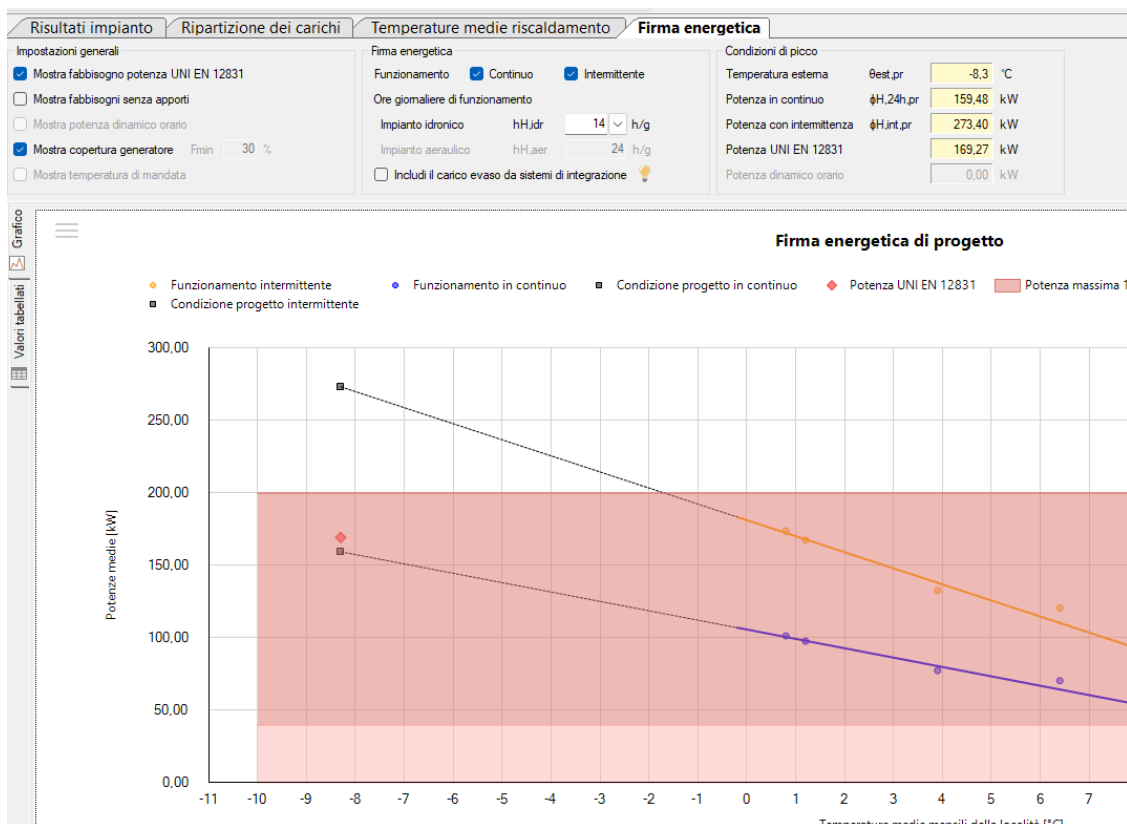 Risultati impianto Ripartizione dei carichi Temperature medie riscaldamento Firma energetica
Impostazioni generali
Mostra fabbisogno potenza UNI EN 12831
Mostra fabbisogni senza apporti
Mostra potenza dinamico orario
Mostra copertura generatore Fmin 30 %
Mostra temperatura di mandata
Firma energetica
Funzionamento Continuo Intermittente
Ore giornaliere di funzionamento
Impianto idronico hH,idr 14 h/g
Impianto aeraulico hH,aer 24 h/g
Includi il carico evaso da sistemi di integrazione
Condizioni di picco
Temperatura esterna θest,pr -8,3 °C
Potenza in continuo ϕH,24h,pr 159,48 kW
Potenza con intermittenza ϕH,int,pr 273,40 kW
Potenza UNI EN 12831 169,27 kW
Potenza dinamico orario 0,00 kW
Grafico
Valori tabellati
Firma energetica di progetto
Funzionamento intermittente Funzionamento in continuo Condizione progetto in continuo Potenza UNI EN 12831 Potenza massima 1
Condizione progetto intermittente
Potenze medie [kW]
300,00
250,00
200,00
150,00
100,00
50,00
0,00
-11 -10 -9 -8 -7 -6 -5 -4 -3 -2 -1 0 1 2 3 4 5 6 7
Temperature medie mensili della località [°C]